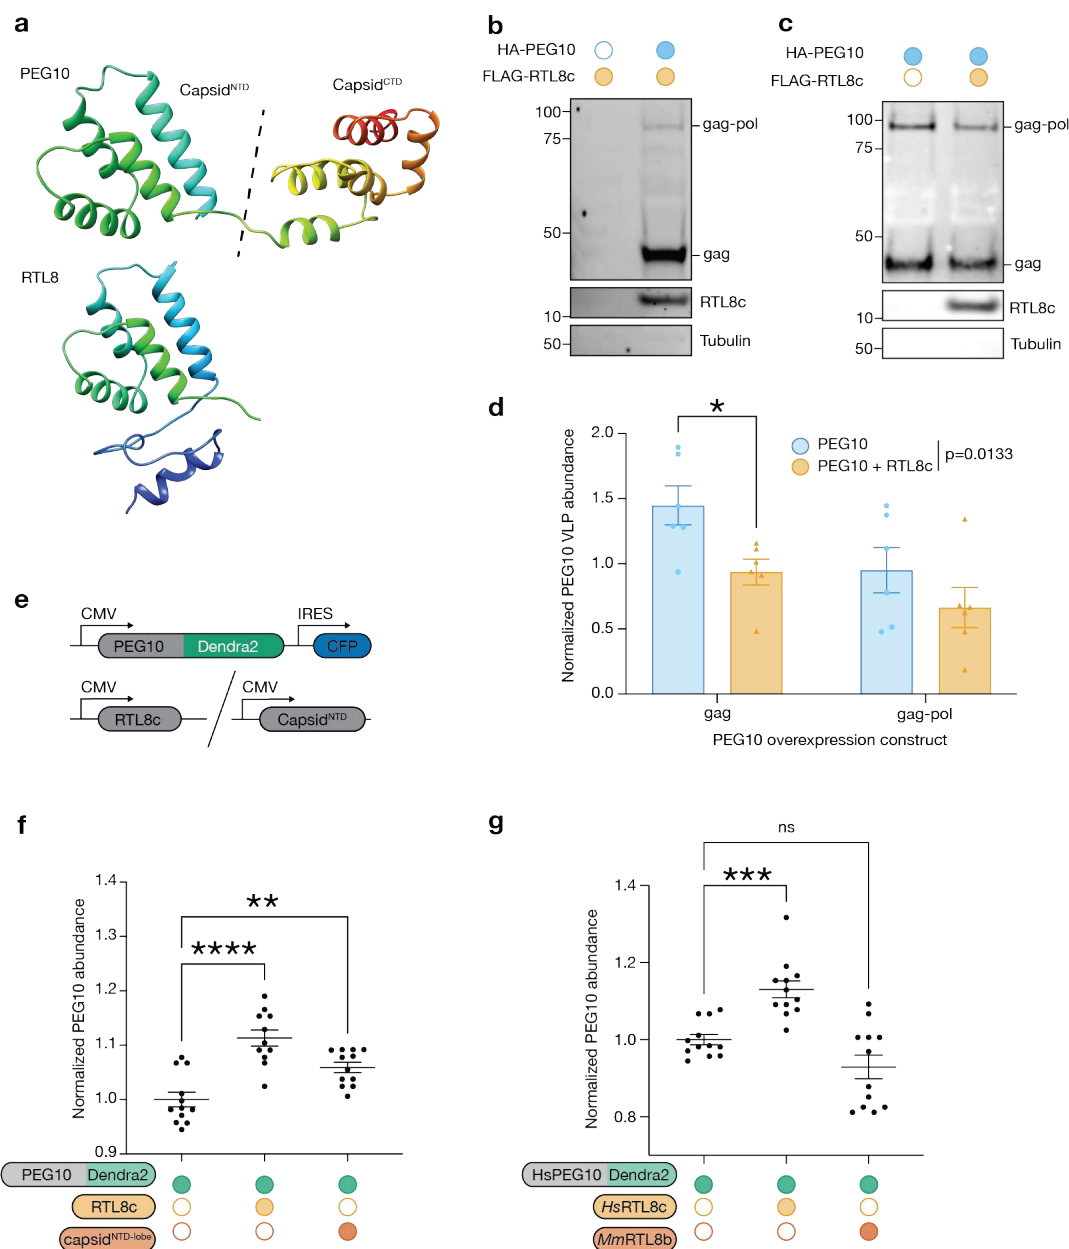 a
PEG10
CapsidNTD
CapsidCTD
RTL8
b
HA-PEG10
FLAG-RTL8c
100
75
50
gag-pol
gag
10
RTL8c
50
Tubulin
c
HA-PEG10
FLAG-RTL8c
100
75
50
gag-pol
gag
10
RTL8c
50
Tubulin
d
Normalized PEG10 VLP abundance
2.0
1.5
1.0
0.5
0.0
*
PEG10
PEG10 + RTL8c
p=0.0133
gag
gag-pol
PEG10 overexpression construct
e
CMV
IRES
PEG10
Dendra2
CFP
CMV
CMV
RTL8c
CapsidNTD
f
Normalized PEG10 abundance
1.4
1.3
1.2
1.1
1.0
0.9
**
****
PEG10 Dendra2
RTL8c
capsidNTD-lobe
g
Normalized PEG10 abundance
ns
***
1.4
1.2
1.0
0.8
HsPEG10 Dendra2
HsRTL8c
MmRTL8b